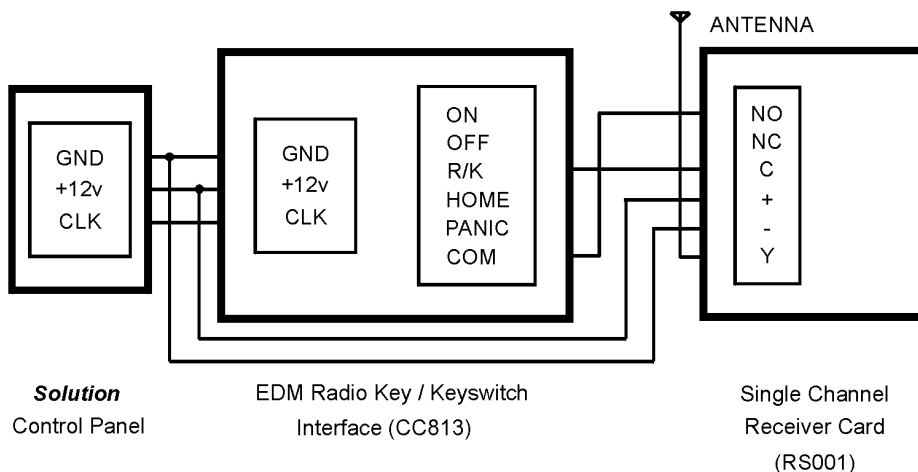 ANTENNA
GND
+12v
CLK
GND
+12v
CLK
ON
OFF
R/K
HOME
PANIC
COM
NO
NC
C
+
-
Y
Solution
Control Panel
EDM Radio Key / Keyswitch
Interface (CC813)
Single Channel
Receiver Card
(RS001)